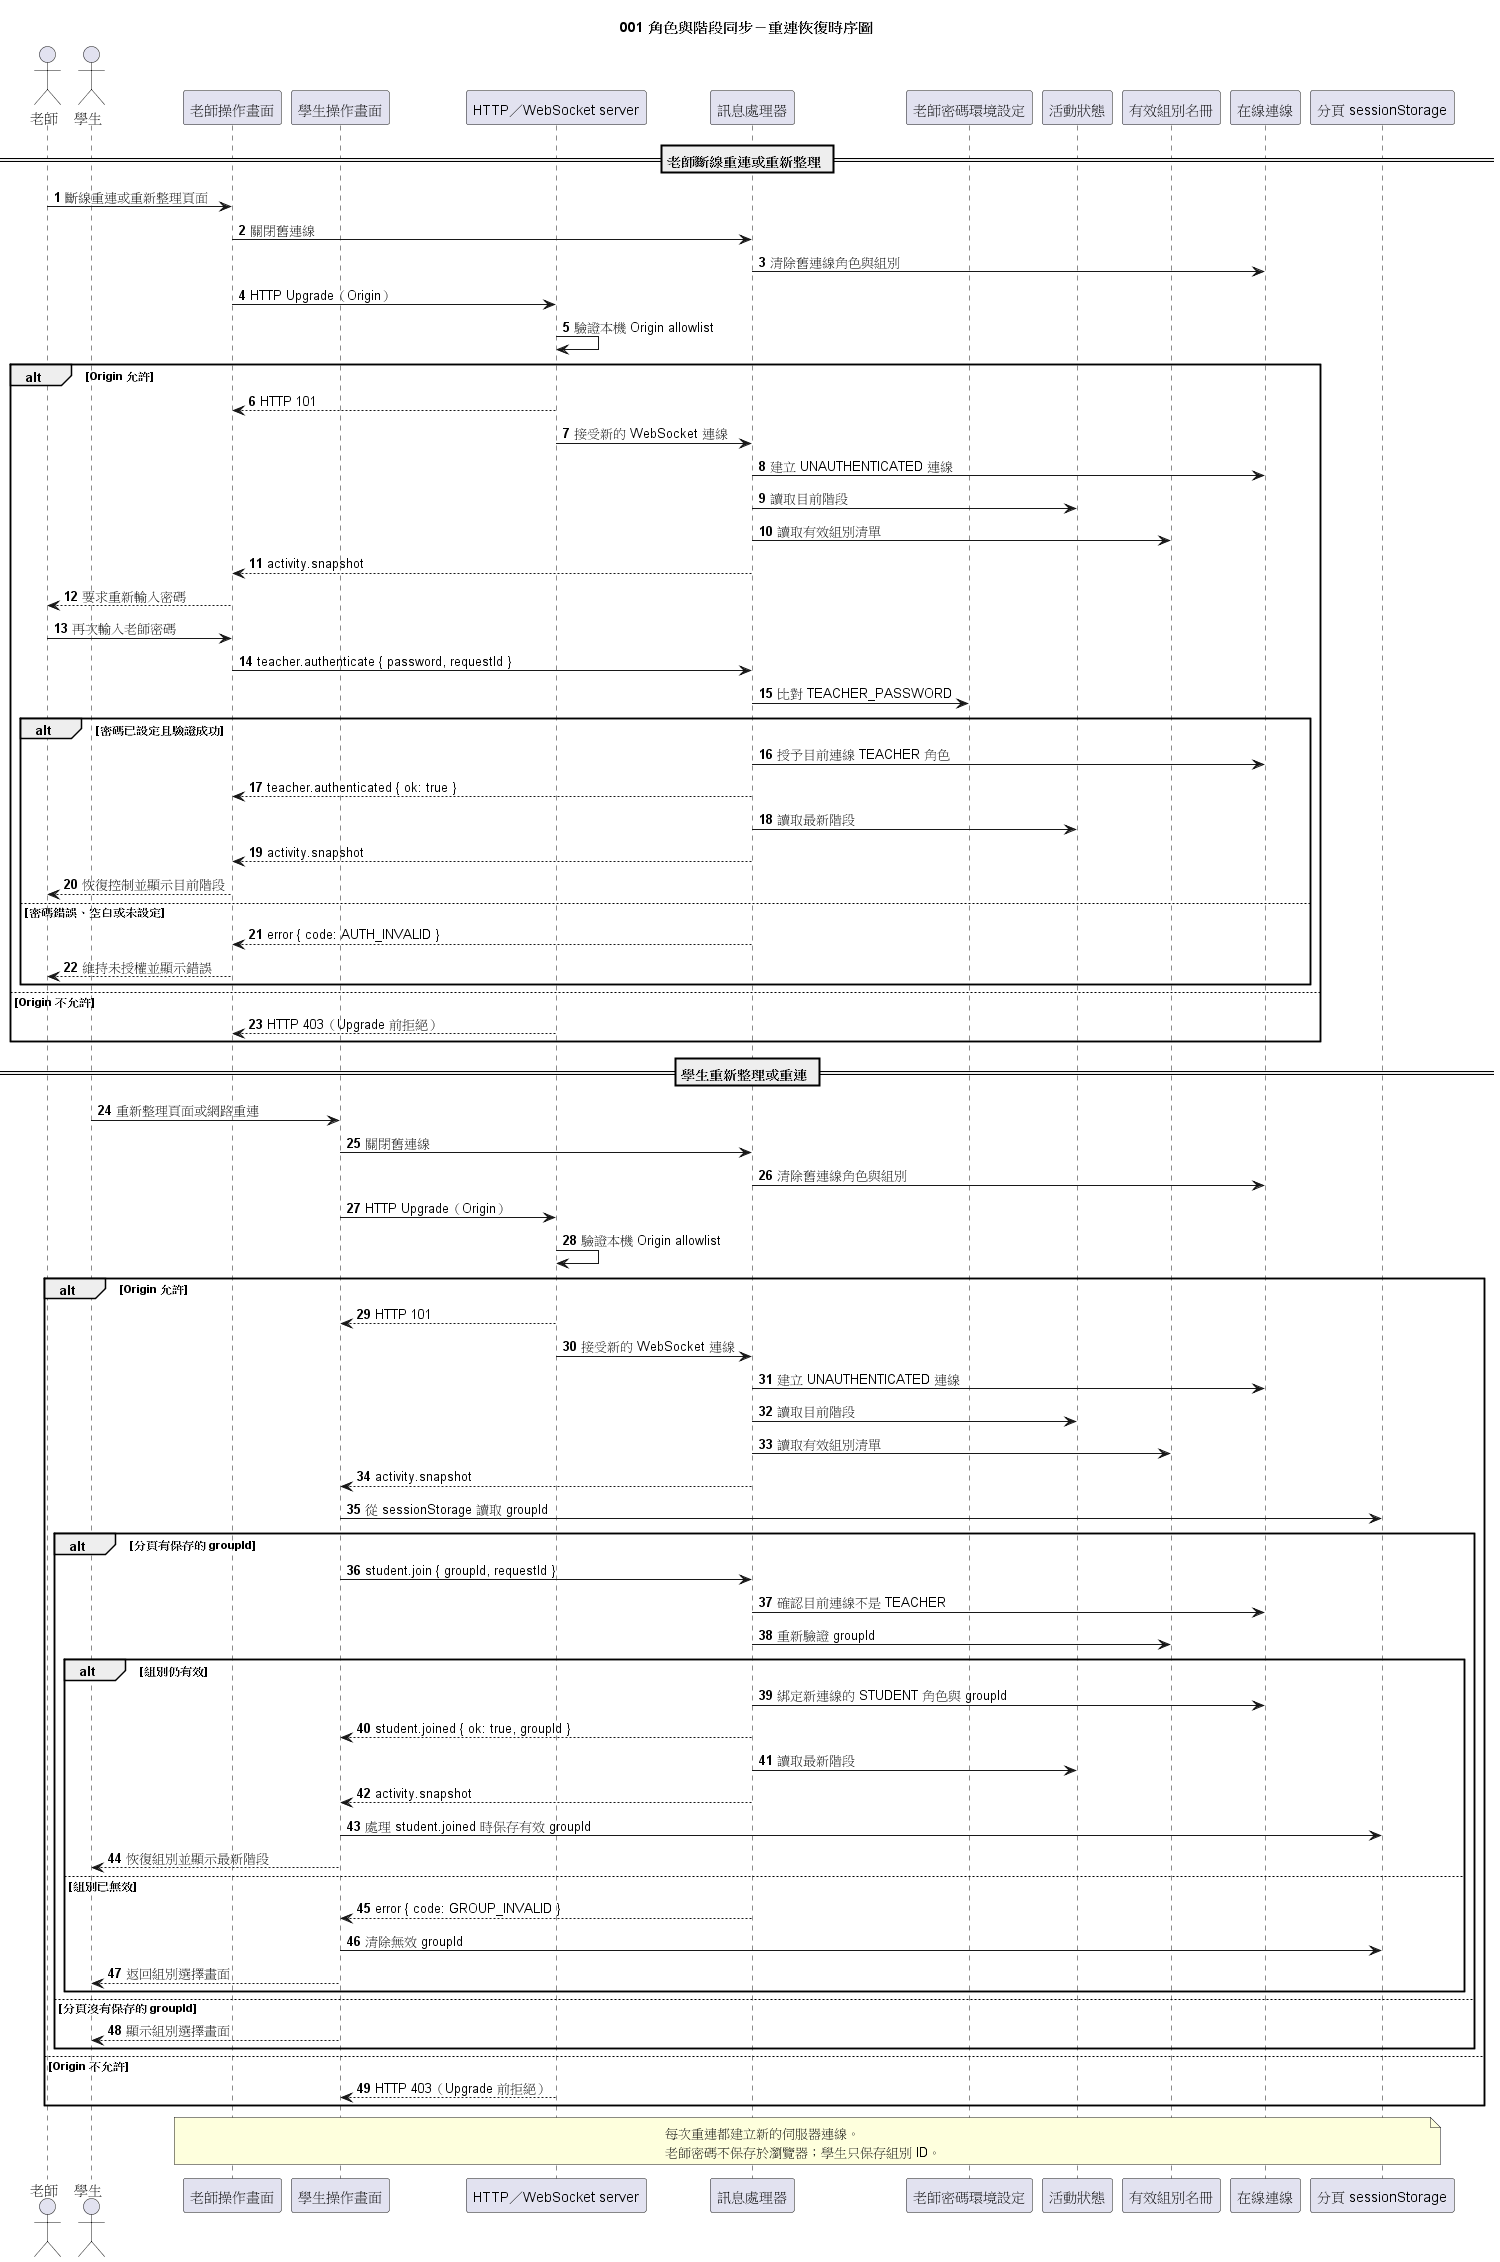 001 角色與階段同步－重連恢復時序圖
老師
學生
老師操作畫面
學生操作畫面
HTTP／WebSocket server
訊息處理器
老師密碼環境設定
活動狀態
有效組別名冊
在線連線
分頁 sessionStorage
老師斷線重連或重新整理
1 斷線重連或重新整理頁面
2 關閉舊連線
3 清除舊連線角色與組別
4 HTTP Upgrade（Origin）
5 驗證本機 Origin allowlist
alt [Origin 允許]
6 HTTP 101
7 接受新的 WebSocket 連線
8 建立 UNAUTHENTICATED 連線
9 讀取目前階段
10 讀取有效組別清單
11 activity.snapshot
12 要求重新輸入密碼
13 再次輸入老師密碼
14 teacher.authenticate { password, requestId }
15 比對 TEACHER_PASSWORD
alt [密碼已設定且驗證成功]
16 授予目前連線 TEACHER 角色
17 teacher.authenticated { ok: true }
18 讀取最新階段
19 activity.snapshot
20 恢復控制並顯示目前階段
[密碼錯誤、空白或未設定]
21 error { code: AUTH_INVALID }
22 維持未授權並顯示錯誤
[Origin 不允許]
23 HTTP 403（Upgrade 前拒絕）
學生重新整理或重連
24 重新整理頁面或網路重連
25 關閉舊連線
26 清除舊連線角色與組別
27 HTTP Upgrade（Origin）
28 驗證本機 Origin allowlist
alt [Origin 允許]
29 HTTP 101
30 接受新的 WebSocket 連線
31 建立 UNAUTHENTICATED 連線
32 讀取目前階段
33 讀取有效組別清單
34 activity.snapshot
35 從 sessionStorage 讀取 groupId
alt [分頁有保存的 groupId]
36 student.join { groupId, requestId }
37 確認目前連線不是 TEACHER
38 重新驗證 groupId
alt [組別仍有效]
39 綁定新連線的 STUDENT 角色與 groupId
40 student.joined { ok: true, groupId }
41 讀取最新階段
42 activity.snapshot
43 處理 student.joined 時保存有效 groupId
44 恢復組別並顯示最新階段
[組別已無效]
45 error { code: GROUP_INVALID }
46 清除無效 groupId
47 返回組別選擇畫面
[分頁沒有保存的 groupId]
48 顯示組別選擇畫面
[Origin 不允許]
49 HTTP 403（Upgrade 前拒絕）
每次重連都建立新的伺服器連線。
老師密碼不保存於瀏覽器；學生只保存組別 ID。
老師
學生
老師操作畫面
學生操作畫面
HTTP／WebSocket server
訊息處理器
老師密碼環境設定
活動狀態
有效組別名冊
在線連線
分頁 sessionStorage